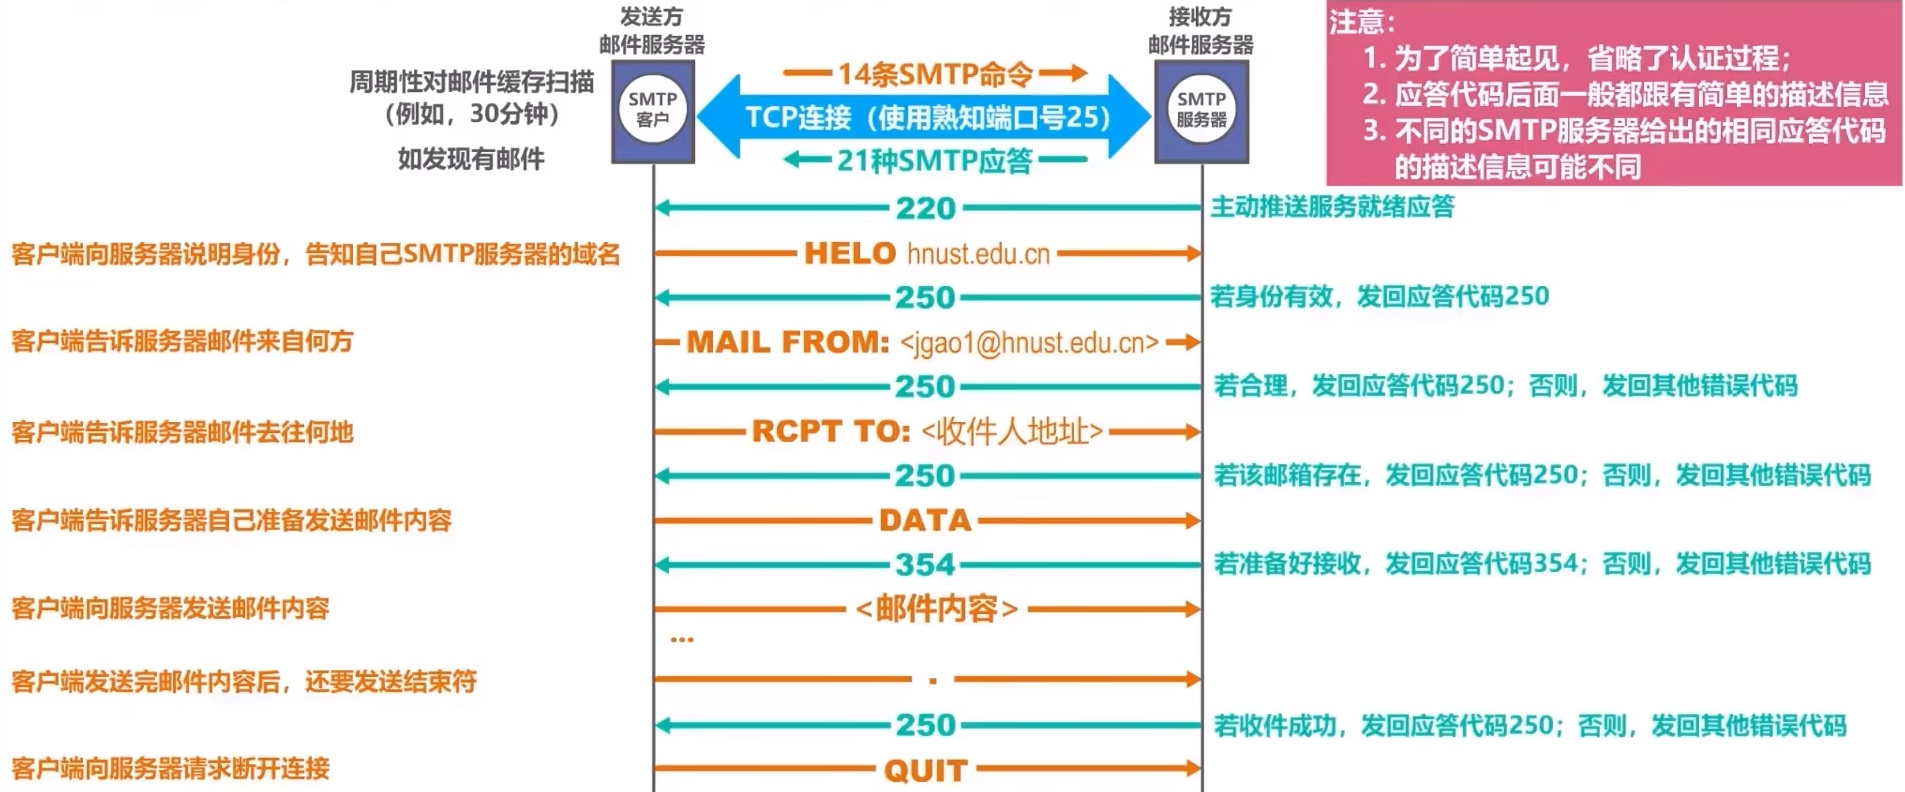 发送方
邮件服务器
接收方
邮件服务器
注意：
1. 为了简单起见，省略了认证过程；
2. 应答代码后面一般都跟有简单的描述信息
3. 不同的SMTP服务器给出的相同应答代码
的描述信息可能不同
周期性对邮件缓存扫描
（例如，30分钟）
如发现有邮件
SMTP
客户
14条SMTP命令
TCP连接（使用熟知端口号25）
21种SMTP应答
SMTP
服务器
220
主动推送服务就绪应答
客户端向服务器说明身份，告知自己SMTP服务器的域名
HELO hnust.edu.cn
250
若身份有效，发回应答代码250
客户端告诉服务器邮件来自何方
MAIL FROM: <jgao1@hnust.edu.cn>
250
若合理，发回应答代码250；否则，发回其他错误代码
客户端告诉服务器邮件去往何地
RCPT TO: <收件人地址>
250
若该邮箱存在，发回应答代码250；否则，发回其他错误代码
客户端告诉服务器自己准备发送邮件内容
DATA
354
若准备好接收，发回应答代码354；否则，发回其他错误代码
客户端向服务器发送邮件内容
<邮件内容>
...
客户端发送完邮件内容后，还要发送结束符
.
250
若收件成功，发回应答代码250；否则，发回其他错误代码
客户端向服务器请求断开连接
QUIT